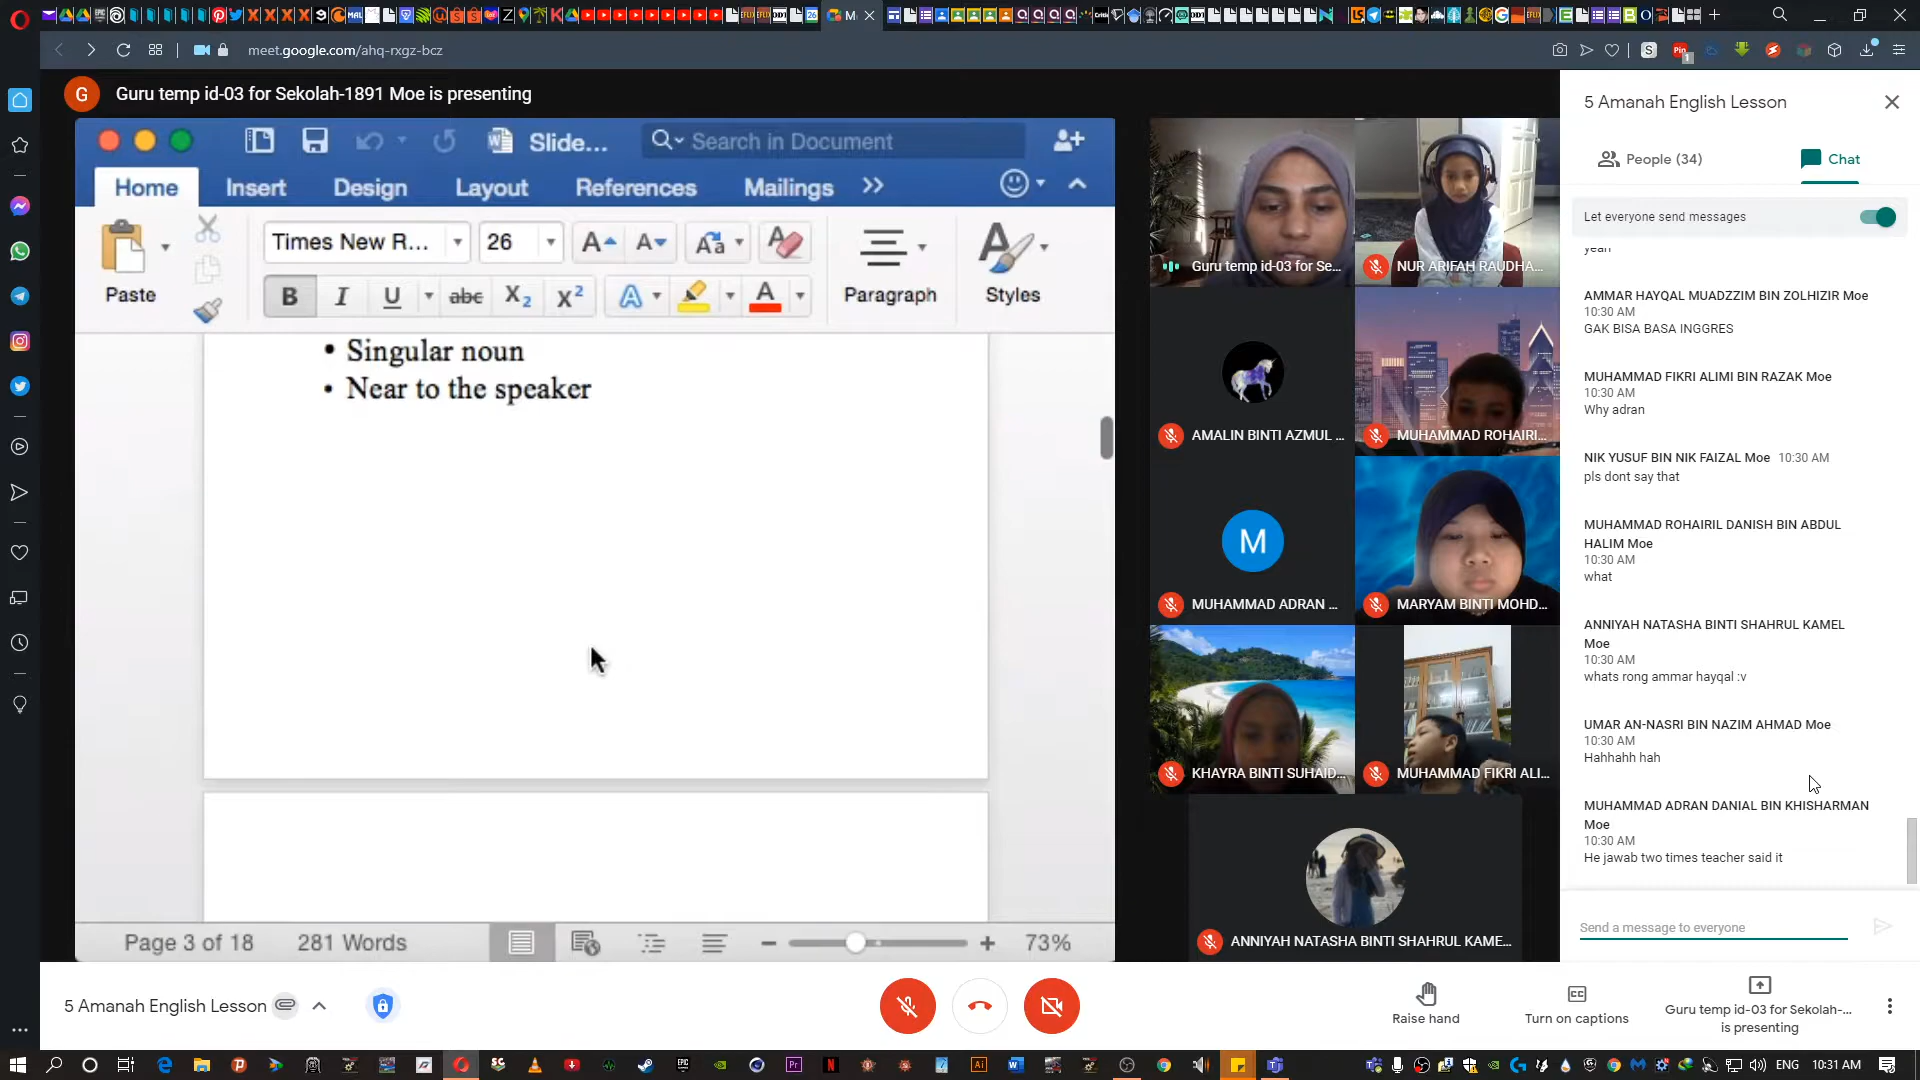 meet.google.com/ahq-rxgz-bcz
G
Guru temp id-03 for Sekolah-1891 Moe is presenting
Slide...
Search in Document
Home
Insert
Design
Layout
References
Mailings
Paste
Times New R...
26
Paragraph
Styles
• Singular noun
• Near to the speaker
Page 3 of 18
281 Words
73%
Guru temp id-03 for Se...
NUR ARIFAH RAUDHA...
AMALIN BINTI AZMUL ...
MUHAMMAD ROHAIRI...
M
MUHAMMAD ADRAN ...
MARYAM BINTI MOHD...
KHAYRA BINTI SUHAID...
MUHAMMAD FIKRI ALI...
ANNIYAH NATASHA BINTI SHAHRUL KAME...
5 Amanah English Lesson
People (34)
Chat
Let everyone send messages
yeah
AMMAR HAYQAL MUADZZIM BIN ZOLHIZIR Moe
10:30 AM
GAK BISA BASA INGGRES
MUHAMMAD FIKRI ALIMI BIN RAZAK Moe
10:30 AM
Why adran
NIK YUSUF BIN NIK FAIZAL Moe 10:30 AM
pls dont say that
MUHAMMAD ROHAIRIL DANISH BIN ABDUL
HALIM Moe
10:30 AM
what
ANNIYAH NATASHA BINTI SHAHRUL KAMEL
Moe
10:30 AM
whats rong ammar hayqal :v
UMAR AN-NASRI BIN NAZIM AHMAD Moe
10:30 AM
Hahhahh hah
MUHAMMAD ADRAN DANIAL BIN KHISHARMAN
Moe
10:30 AM
He jawab two times teacher said it
Send a message to everyone
5 Amanah English Lesson
Raise hand
Turn on captions
Guru temp id-03 for Sekolah-...
is presenting
ENG
10:31 AM